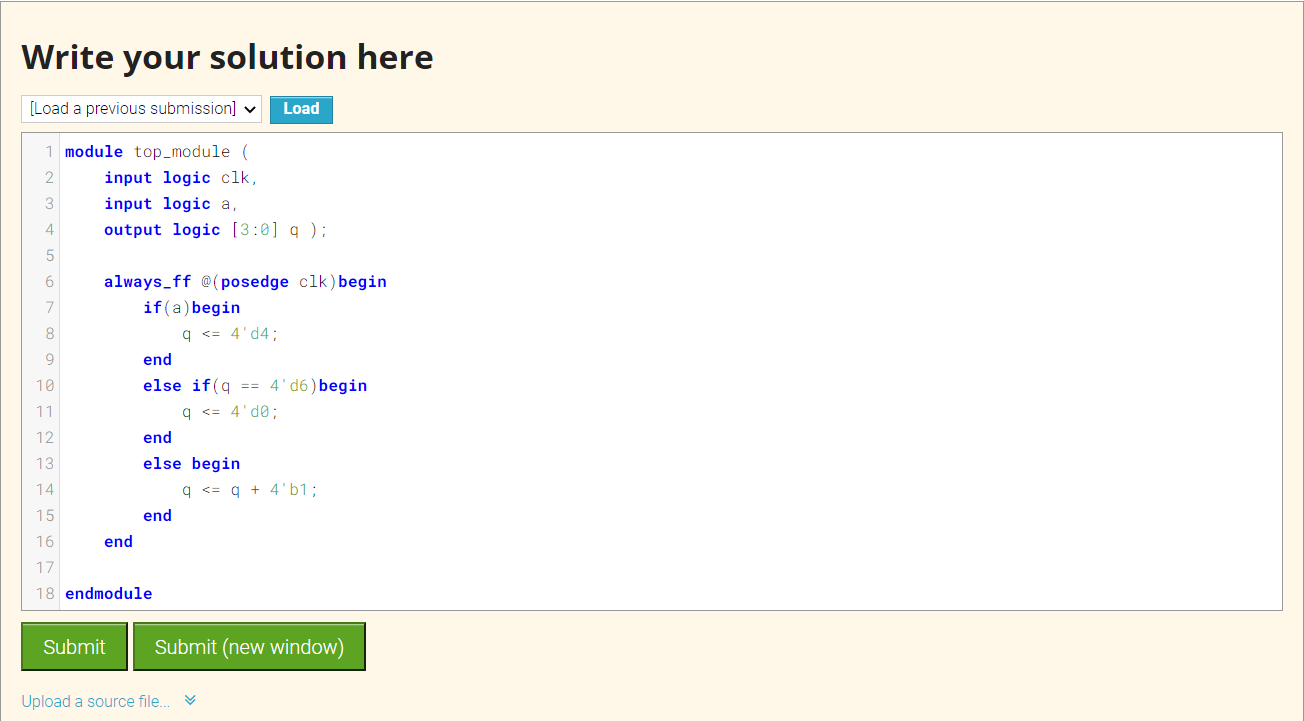 Write your solution here
[Load a previous submission] Load
1 module top_module (
2     input logic clk,
3     input logic a,
4     output logic [3:0] q );
5
6     always_ff @(posedge clk)begin
7         if(a)begin
8             q <= 4'd4;
9         end
10         else if(q == 4'd6)begin
11             q <= 4'd0;
12         end
13         else begin
14             q <= q + 4'b1;
15         end
16     end
17
18 endmodule
Submit Submit (new window)
Upload a source file...